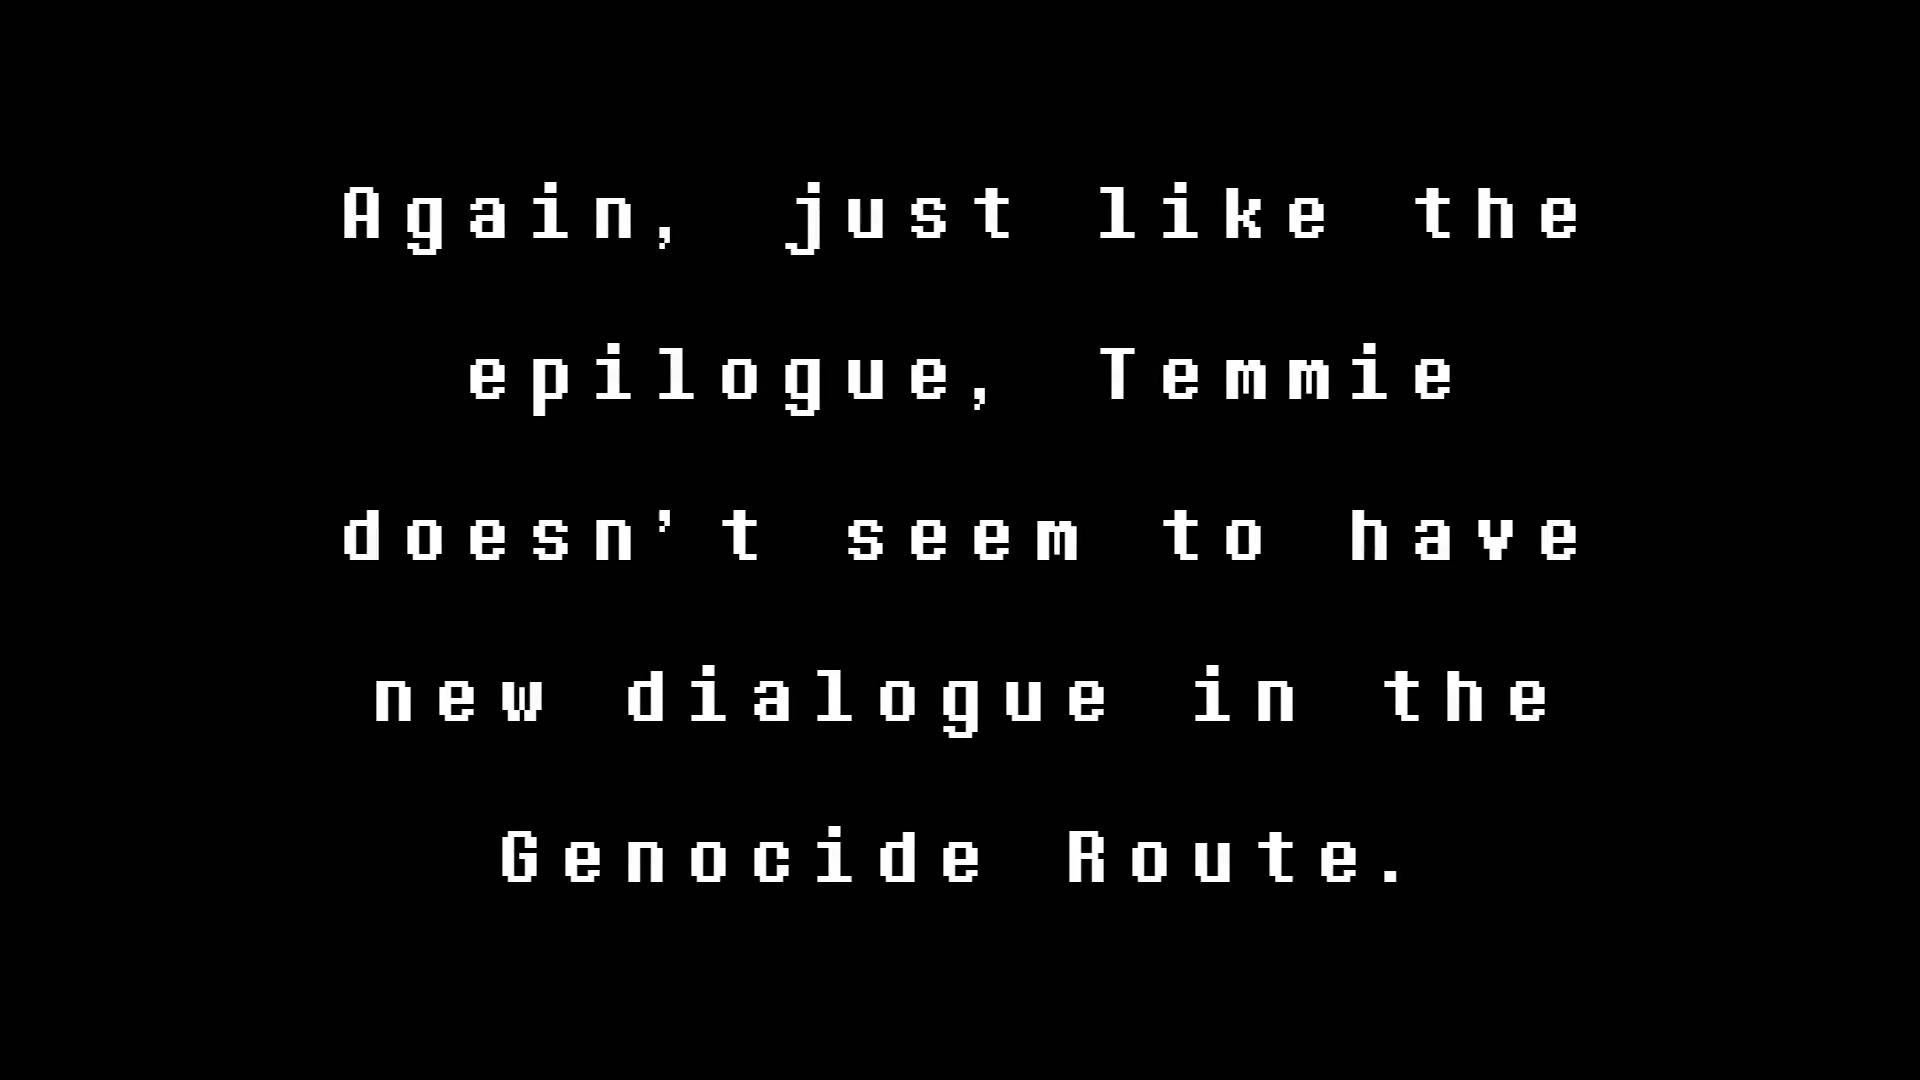 Again, just like the
epilogue, Temmie
doesn't seem to have
new dialogue in the
Genocide Route.